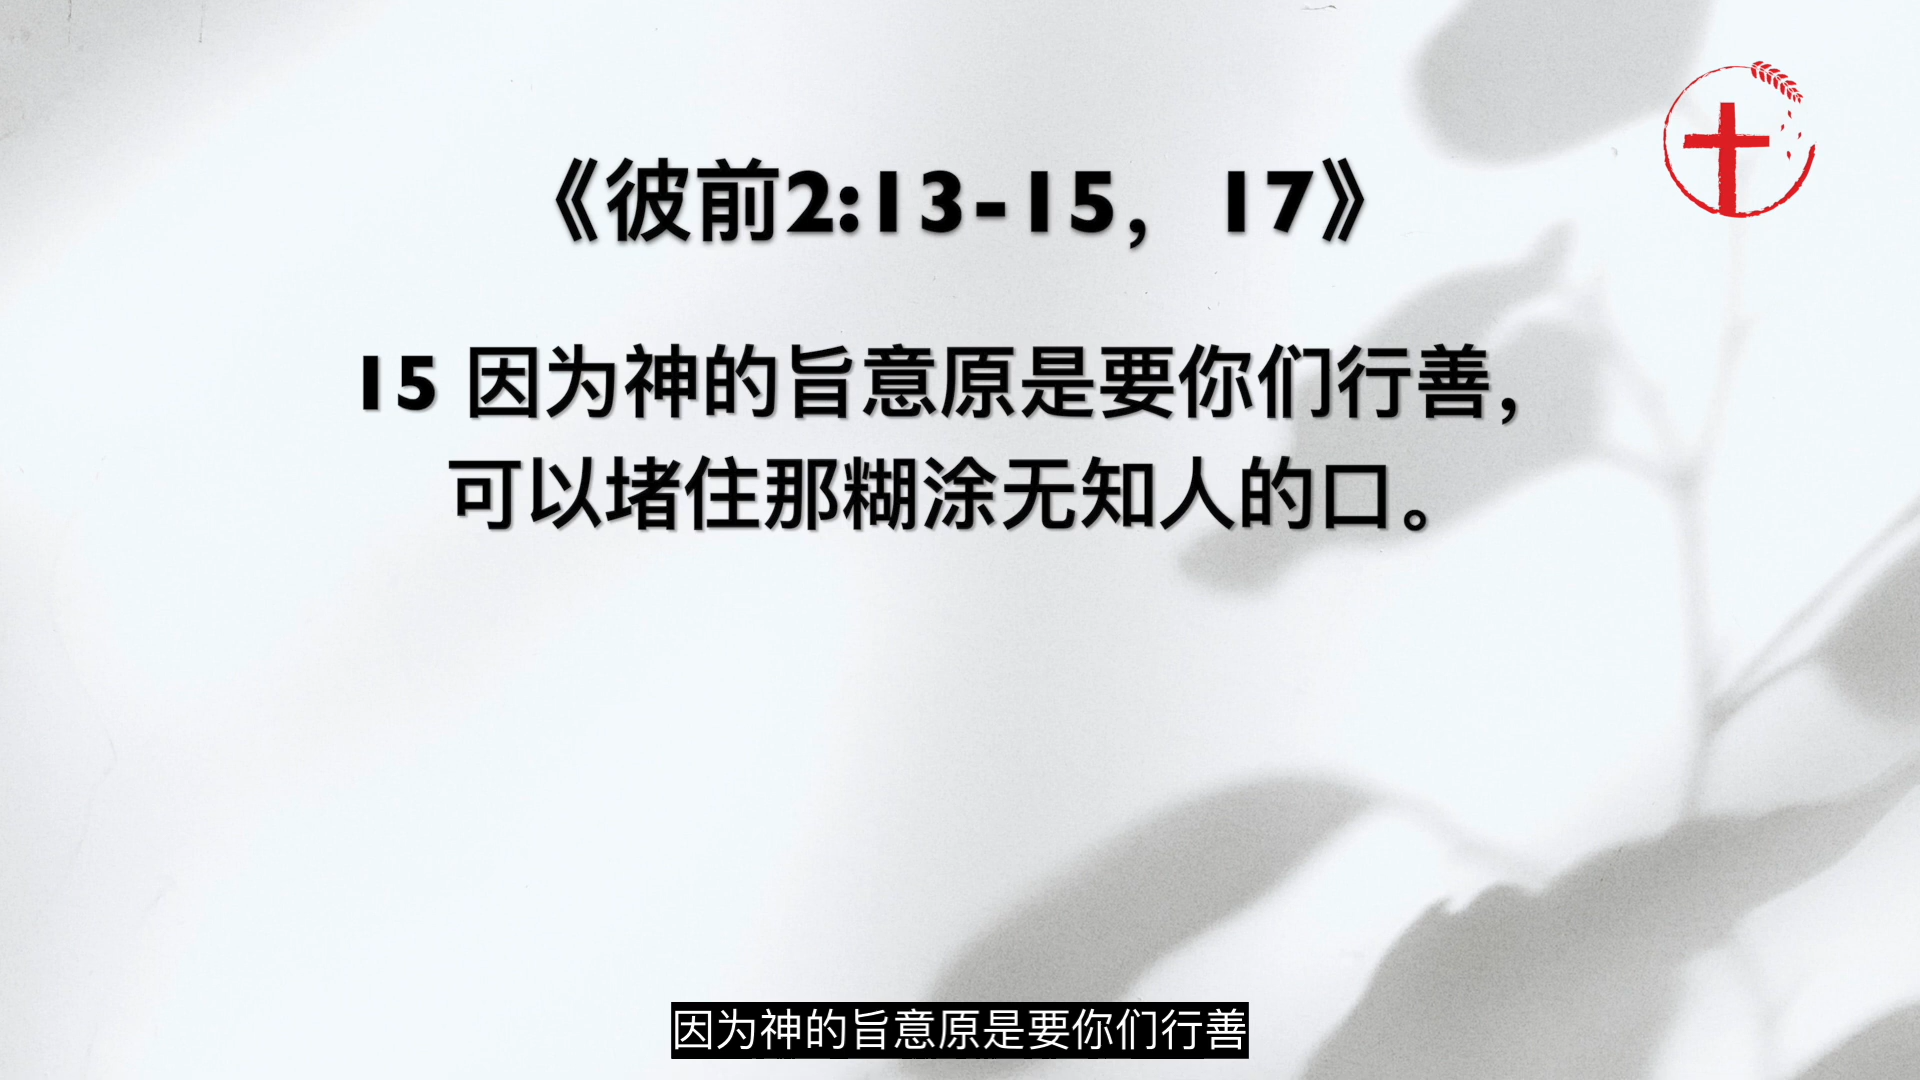 《彼前2:13-15，17》
15 因为神的旨意原是要你们行善，
可以堵住那糊涂无知人的口。
因为神的旨意原是要你们行善